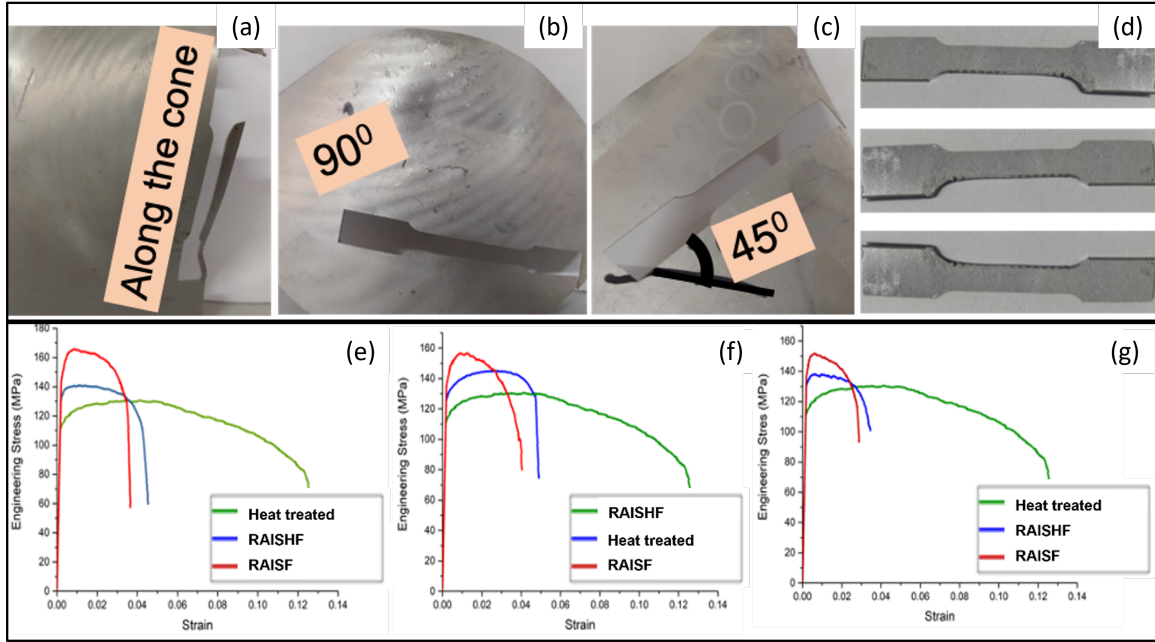 (a)
Along the cone
(b)
90⁰
(c)
45⁰
(d)
(e)
Engineering Stress (MPa)
180
160
140
120
100
80
60
40
20
0
0.00 0.02 0.04 0.06 0.08 0.10 0.12 0.14
Strain
Heat treated
RAISHF
RAISF
(f)
Engineering Stress (MPa)
180
160
140
120
100
80
60
40
20
0
0.00 0.02 0.04 0.06 0.08 0.10 0.12 0.14
Strain
RAISHF
Heat treated
RAISF
(g)
Engineering Stres (MPa)
160
140
120
100
80
60
40
20
0
0.00 0.02 0.04 0.06 0.08 0.10 0.12 0.14
Strain
Heat treated
RAISHF
RAISF